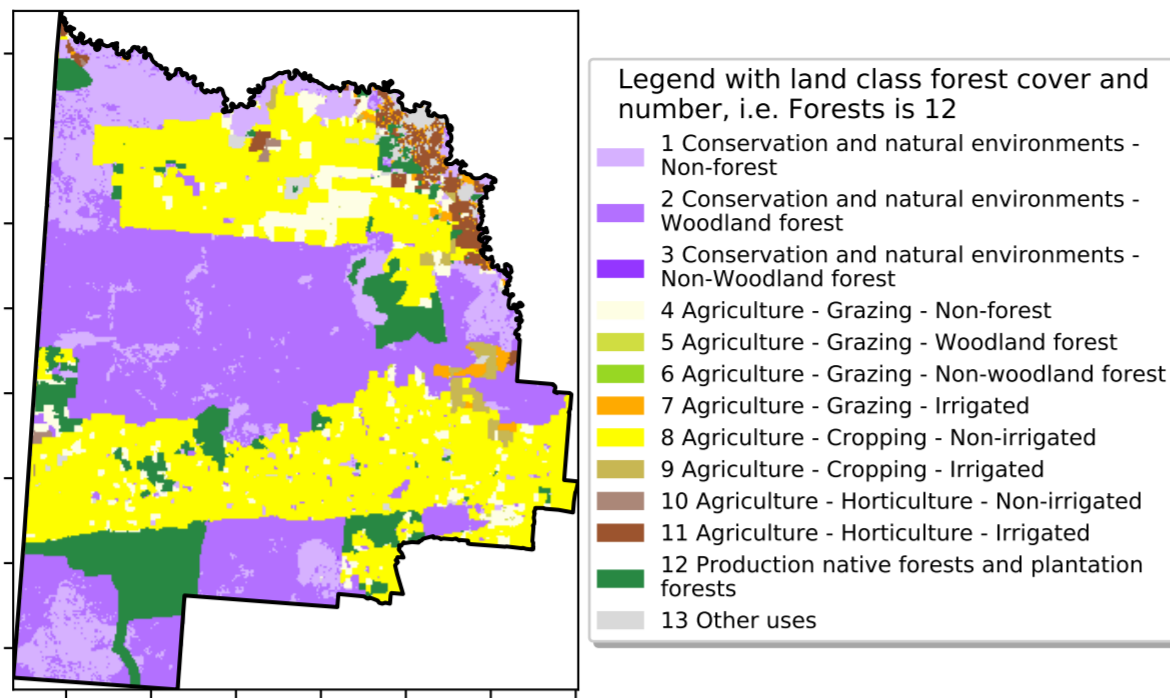 Legend with land class forest cover and
number, i.e. Forests is 12
1 Conservation and natural environments -
Non-forest
2 Conservation and natural environments -
Woodland forest
3 Conservation and natural environments -
Non-Woodland forest
4 Agriculture - Grazing - Non-forest
5 Agriculture - Grazing - Woodland forest
6 Agriculture - Grazing - Non-woodland forest
7 Agriculture - Grazing - Irrigated
8 Agriculture - Cropping - Non-irrigated
9 Agriculture - Cropping - Irrigated
10 Agriculture - Horticulture - Non-irrigated
11 Agriculture - Horticulture - Irrigated
12 Production native forests and plantation
forests
13 Other uses